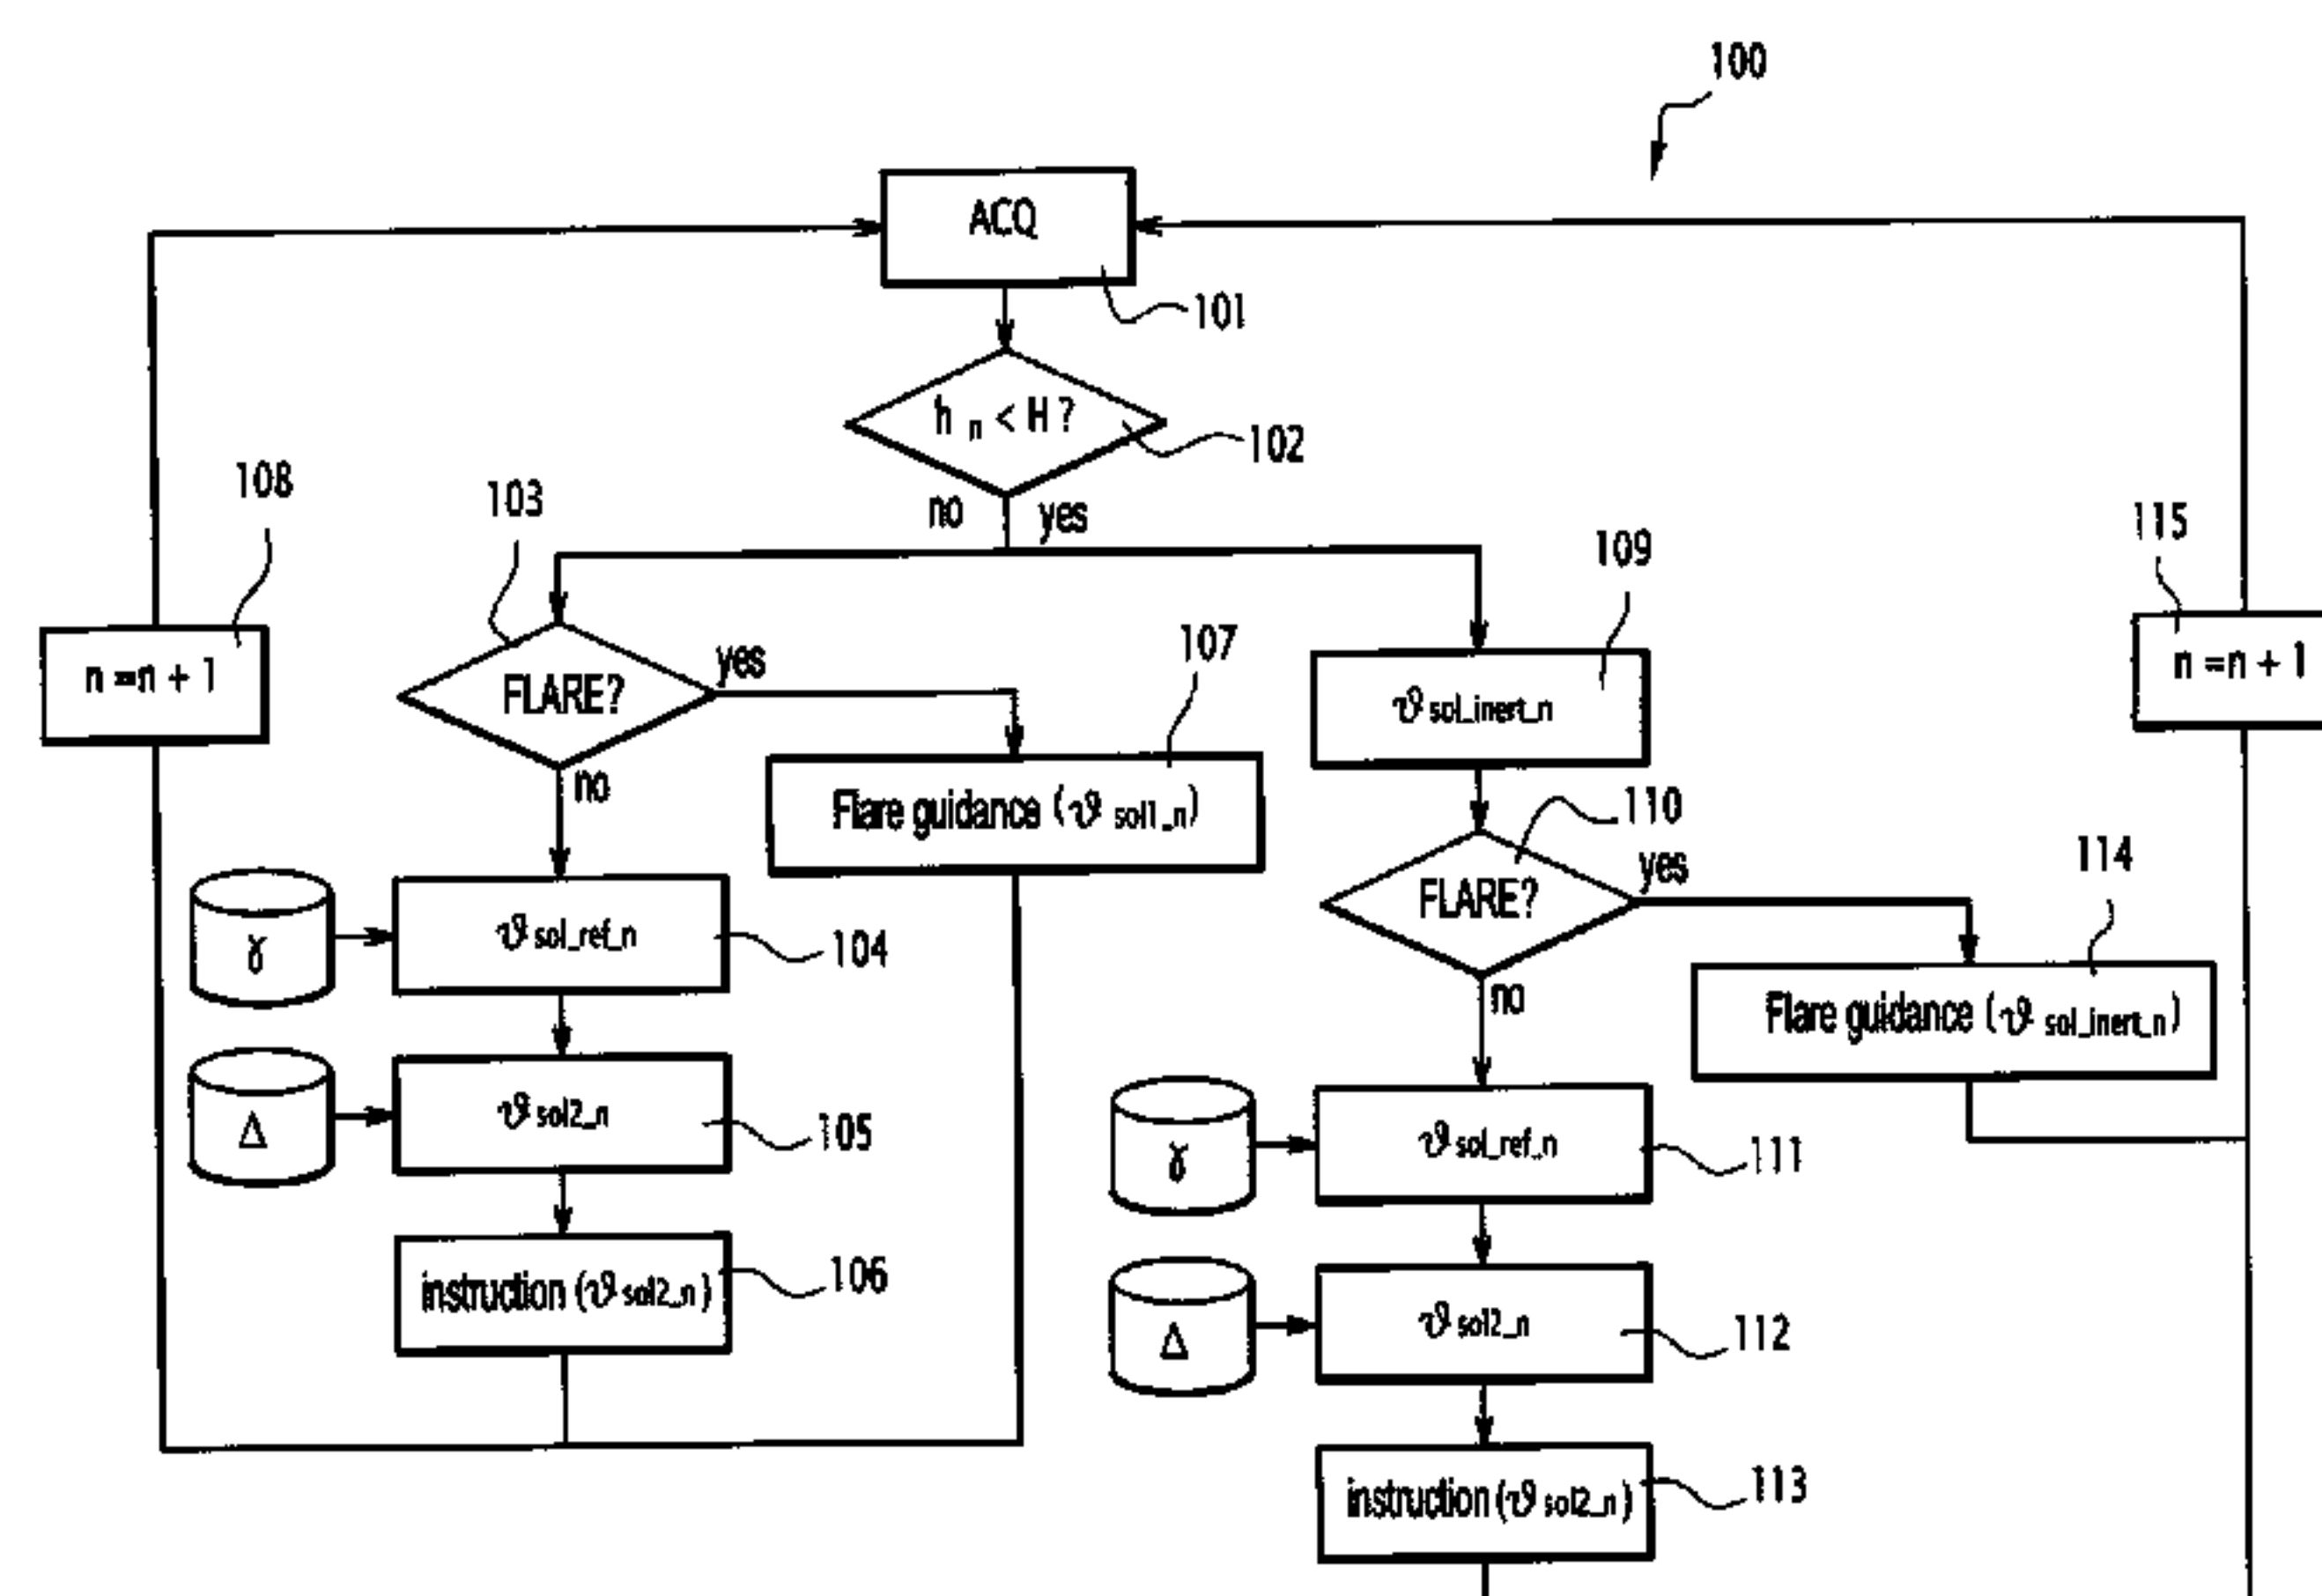 100
ACQ
101
h n < H ?
102
no yes
108
103
109
115
n = n + 1
FLARE?
yes
no
107
ϑ sol_inert_n
n = n + 1
Flare guidance (ϑ sol1_n)
110
FLARE?
yes
no
114
ɣ
ϑ sol_ref_n
104
Flare guidance (ϑ sol_inert_n)
Δ
ϑ sol2_n
105
ɣ
ϑ sol_ref_n
111
instruction (ϑ sol2_n)
106
Δ
ϑ sol2_n
112
instruction (ϑ sol2_n)
113